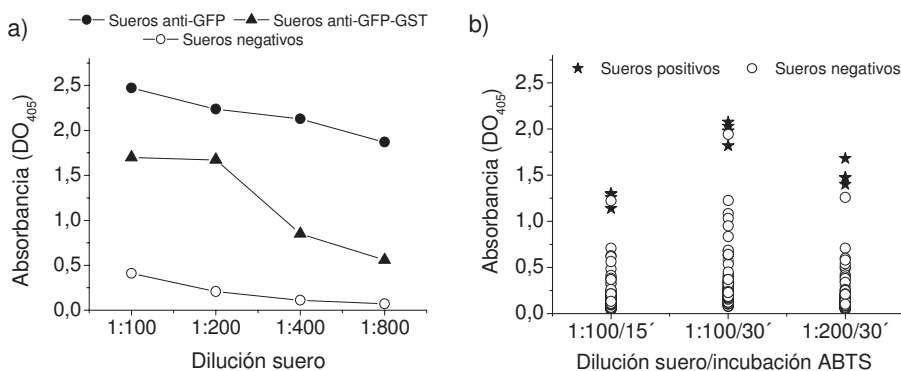 a)
Sueros anti-GFP Sueros anti-GFP-GST
Sueros negativos
Absorbancia (DO405)
2,5
2,0
1,5
1,0
0,5
0,0
1:100 1:200 1:400 1:800
Dilución suero
b)
Sueros positivos Sueros negativos
Absorbancia (DO405)
2,5
2,0
1,5
1,0
0,5
0,0
1:100/15´ 1:100/30´ 1:200/30´
Dilución suero/incubación ABTS